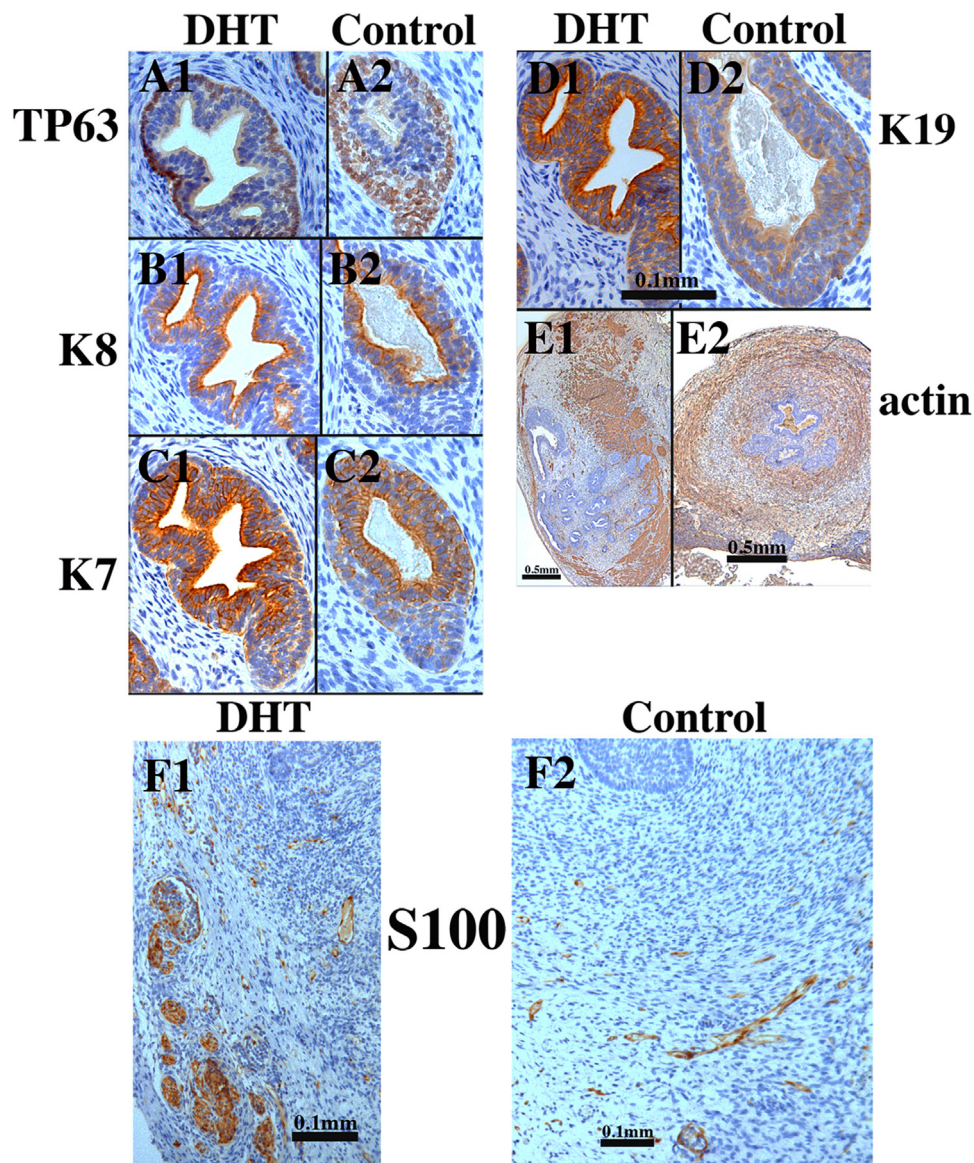 DHT Control
A1 A2
TP63
B1 B2
K8
C1 C2
K7
DHT Control
D1 D2
K19
0.1mm
E1 E2
actin
0.5mm
0.5mm
DHT Control
F1 F2
S100
0.1mm
0.1mm